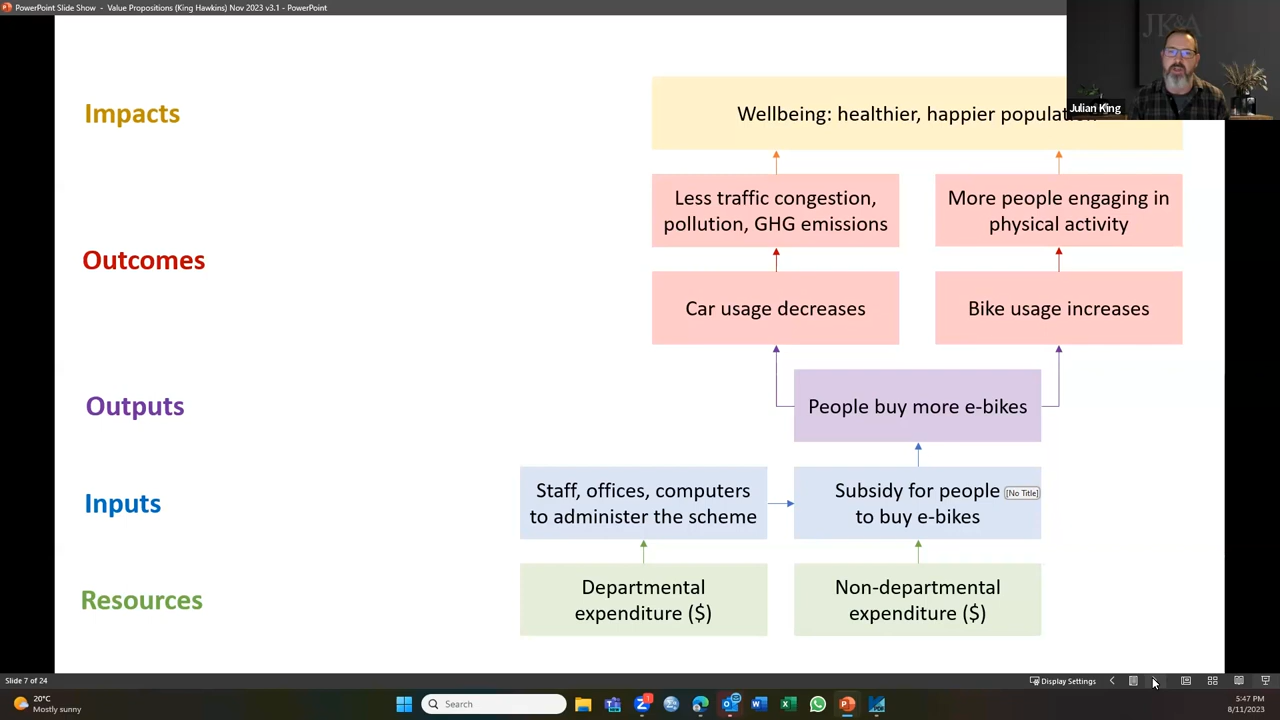 PowerPoint Slide Show - Value Propositions (King Hawkins) Nov 2023 v3.1 - PowerPoint
JK&A
Julian King
Impacts
Wellbeing: healthier, happier population
Less traffic congestion,
pollution, GHG emissions
More people engaging in
physical activity
Outcomes
Car usage decreases
Bike usage increases
Outputs
People buy more e-bikes
Inputs
Staff, offices, computers
to administer the scheme
Subsidy for people
to buy e-bikes
[No Title]
Resources
Departmental
expenditure ($)
Non-departmental
expenditure ($)
Slide 7 of 24
Display Settings
20°C
Mostly sunny
Search
1
5:47 PM
8/11/2023